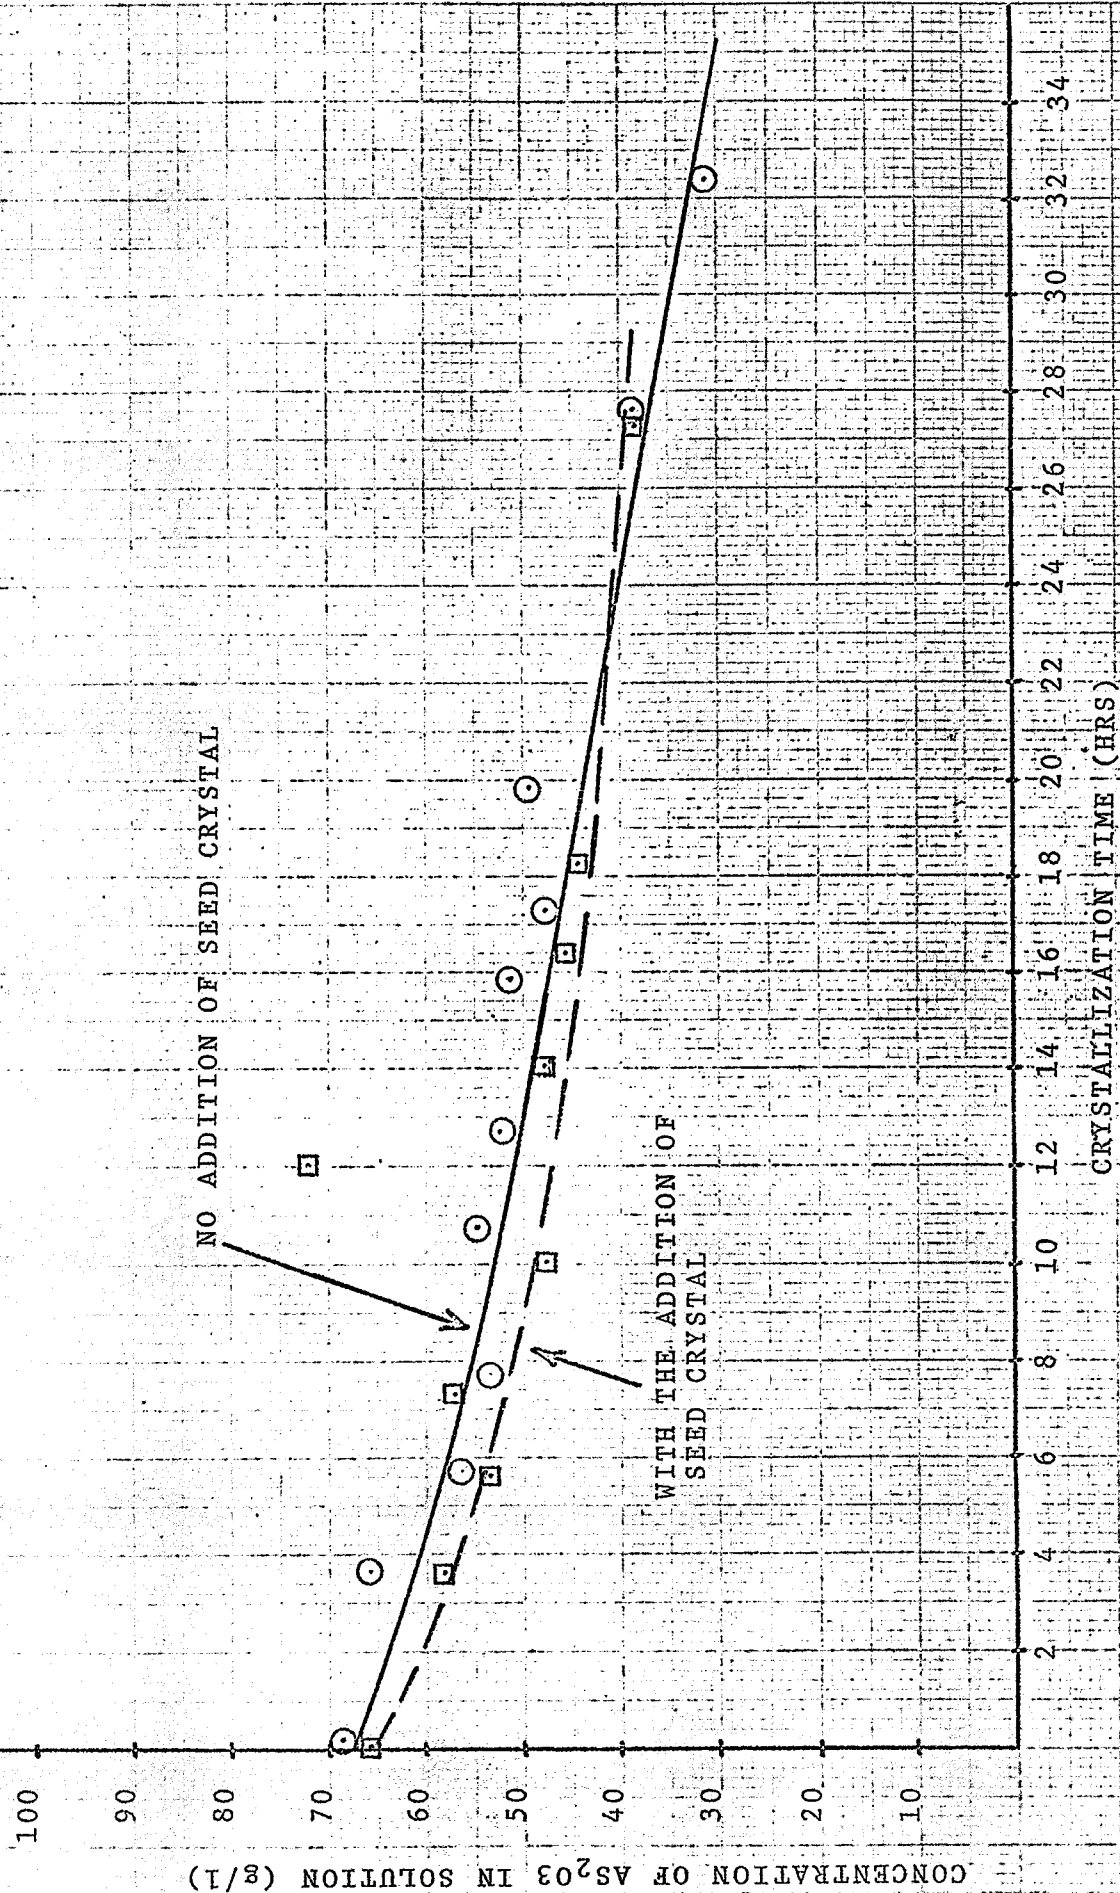 CONCENTRATION OF AS2O3 IN SOLUTION (g/l)
100
90
80
70
60
50
40
30
20
10
NO ADDITION OF SEED CRYSTAL
WITH THE ADDITION OF
SEED CRYSTAL
2 4 6 8 10 12 14 16 18 20 22 24 26 28 30 32 34
CRYSTALLIZATION TIME (HRS)